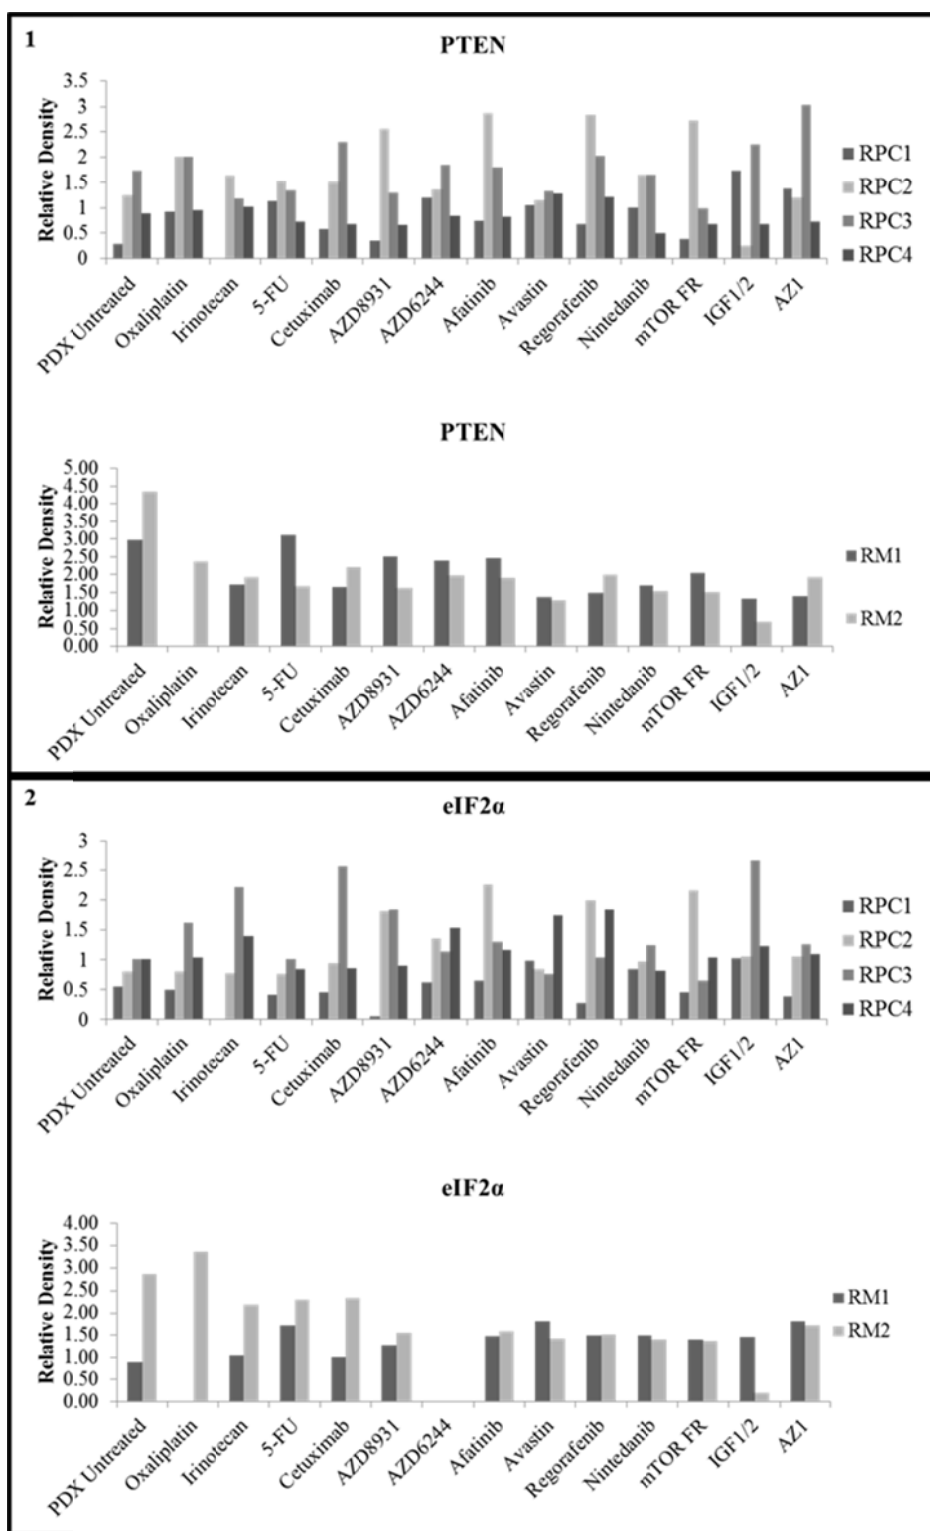 1
PTEN
Relative Density
3.5
3
2.5
2
1.5
1
0.5
0
PDX Untreated
Oxaliplatin
Irinotecan
5-FU
Cetuximab
AZD8931
AZD6244
Afatinib
Avastin
Regorafenib
Nintedanib
mTOR FR
IGF1/2
AZ1
RPC1
RPC2
RPC3
RPC4
PTEN
Relative Density
5.00
4.50
4.00
3.50
3.00
2.50
2.00
1.50
1.00
0.50
0.00
PDX Untreated
Oxaliplatin
Irinotecan
5-FU
Cetuximab
AZD8931
AZD6244
Afatinib
Avastin
Regorafenib
Nintedanib
mTOR FR
IGF1/2
AZ1
RM1
RM2
2
eIF2α
Relative Density
3
2.5
2
1.5
1
0.5
0
PDX Untreated
Oxaliplatin
Irinotecan
5-FU
Cetuximab
AZD8931
AZD6244
Afatinib
Avastin
Regorafenib
Nintedanib
mTOR FR
IGF1/2
AZ1
RPC1
RPC2
RPC3
RPC4
eIF2α
Relative Density
4.00
3.50
3.00
2.50
2.00
1.50
1.00
0.50
0.00
PDX Untreated
Oxaliplatin
Irinotecan
5-FU
Cetuximab
AZD8931
AZD6244
Afatinib
Avastin
Regorafenib
Nintedanib
mTOR FR
IGF1/2
AZ1
RM1
RM2